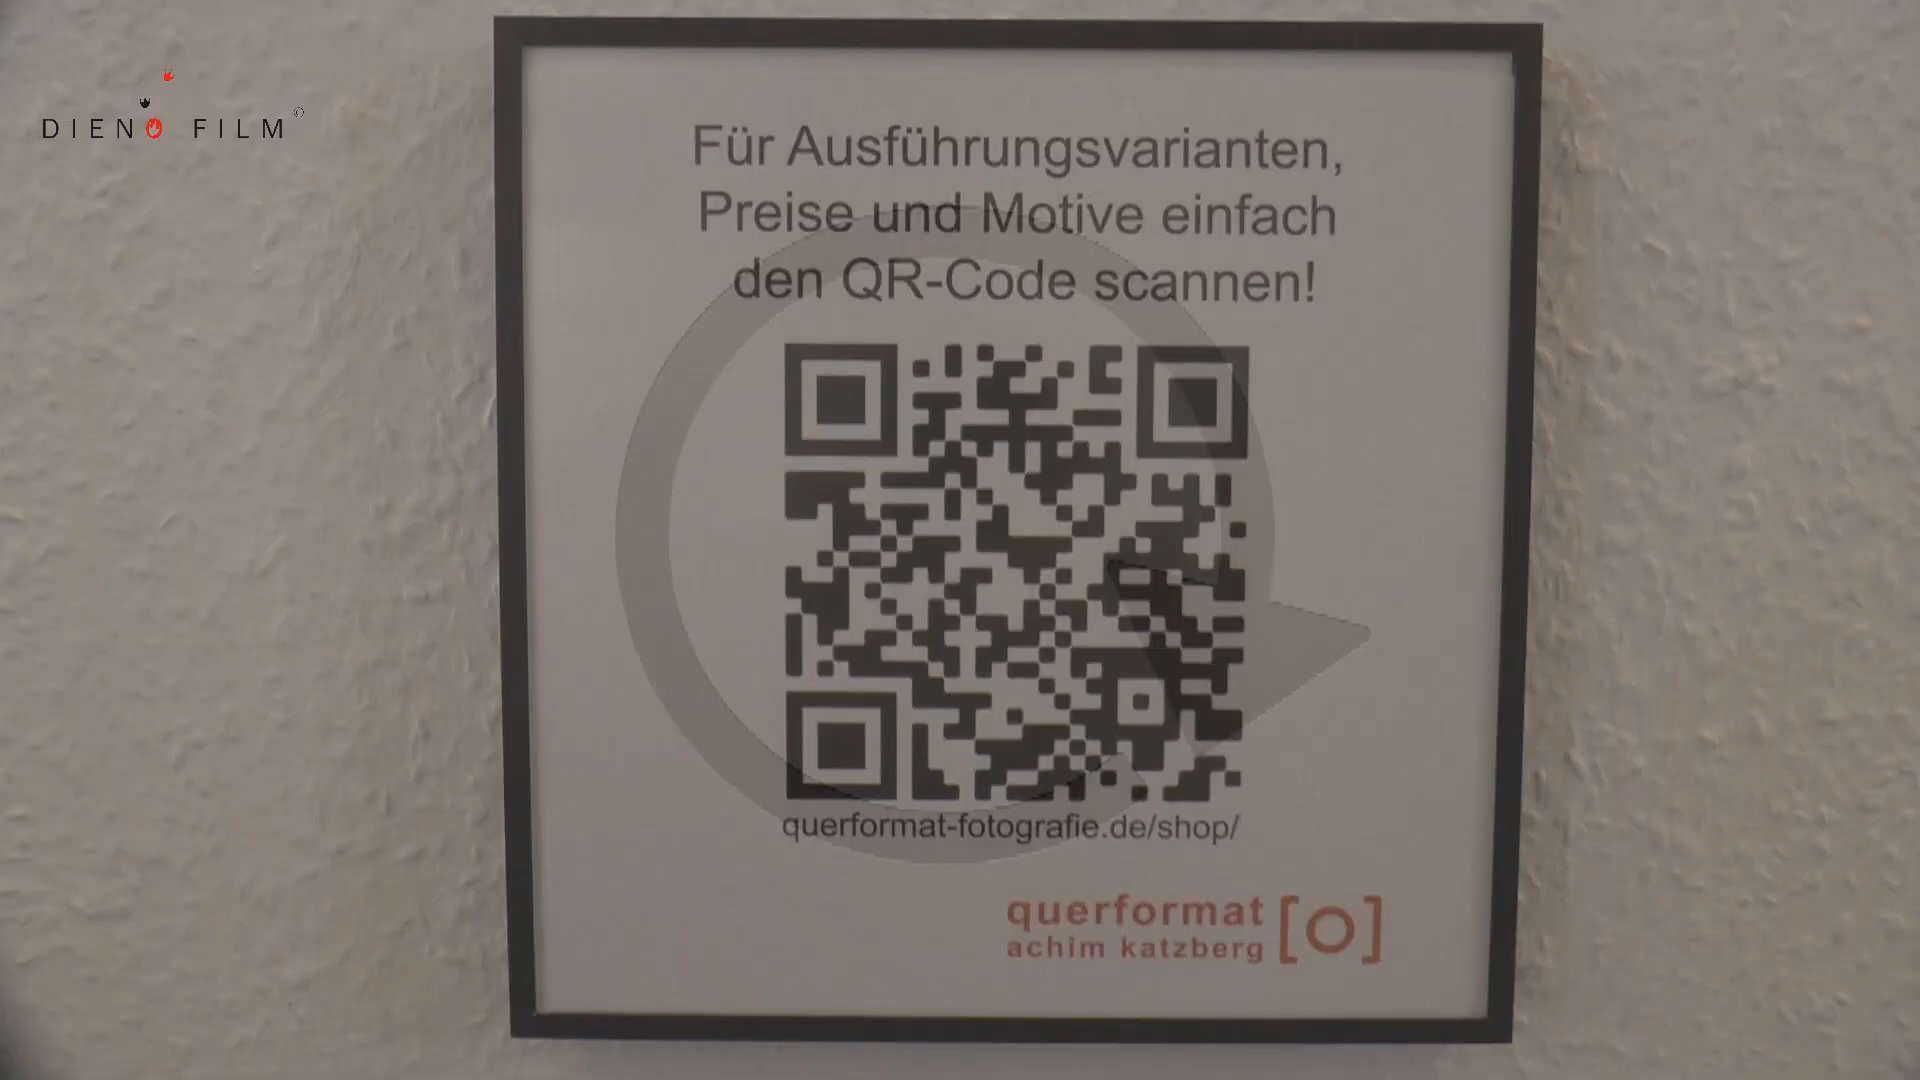 DIENO FILM©
Für Ausführungsvarianten,
Preise und Motive einfach
den QR-Code scannen!
querformat-fotografie.de/shop/
querformat
achim katzberg
[O]